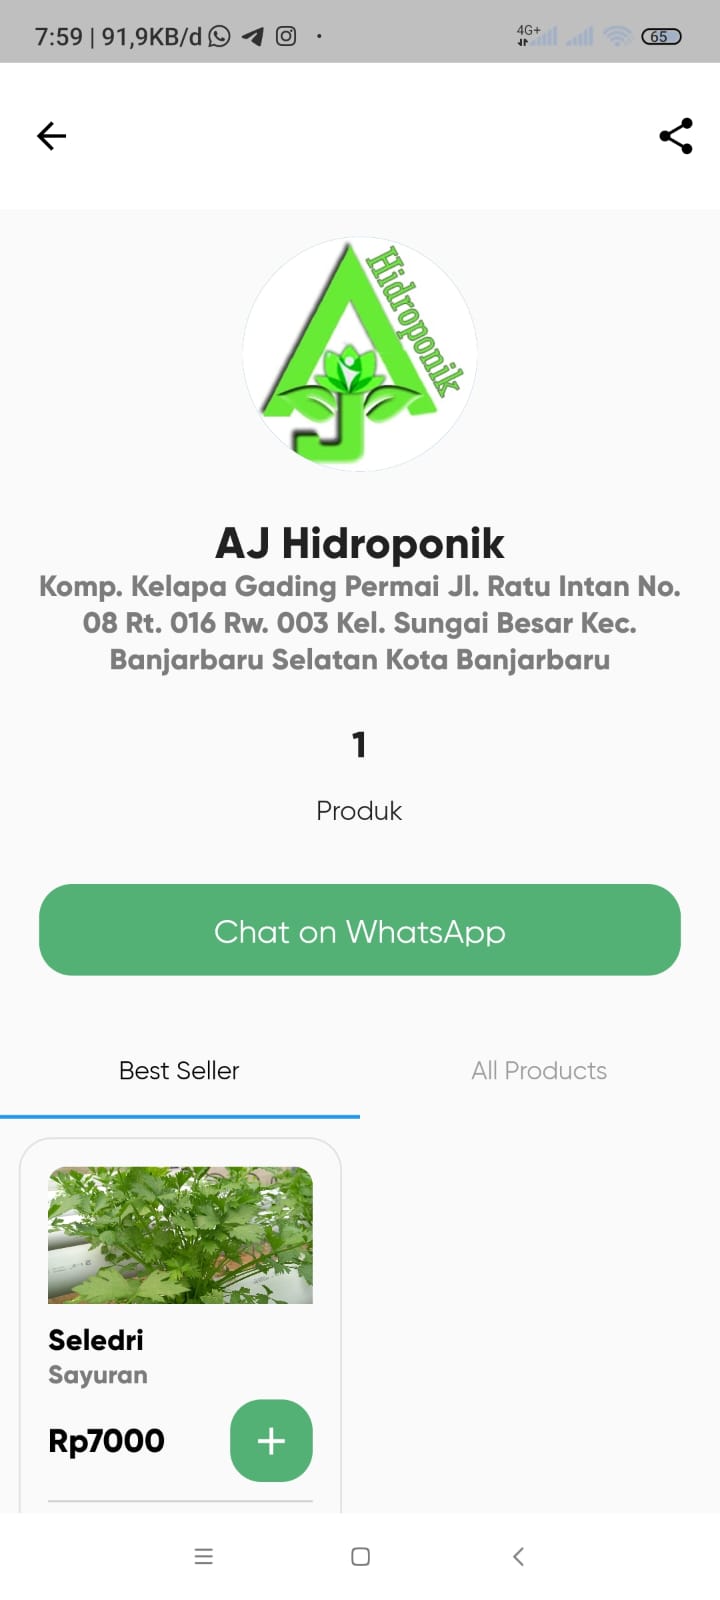 7:59 | 91,9KB/d
4G+
65
Hidroponik
AJ
AJ Hidroponik
Komp. Kelapa Gading Permai Jl. Ratu Intan No.
08 Rt. 016 Rw. 003 Kel. Sungai Besar Kec.
Banjarbaru Selatan Kota Banjarbaru
1
Produk
Chat on WhatsApp
Best Seller
All Products
Seledri
Sayuran
Rp7000
+